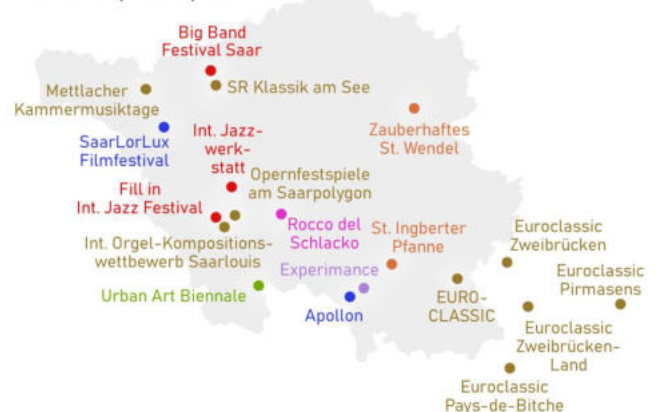 Big Band
Festival Saar
SR Klassik am See
Mettlacher
Kammermusiktage
Zauberhaftes
St. Wendel
SaarLorLux
Filmfestival
Int. Jazz-
werk-
statt
Opernfestspiele
am Saarpolygon
Fill in
Int. Jazz Festival
Rocco del
Schlacko
St. Ingberter
Pfanne
Int. Orgel-Kompositions-
wettbewerb Saarlouis
Euroclassic
Zweibrücken
Euroclassic
Pirmasens
Experimance
Urban Art Biennale
Apollon
EURO-
CLASSIC
Euroclassic
Zweibrücken-
Land
Euroclassic
Pays-de-Bitche